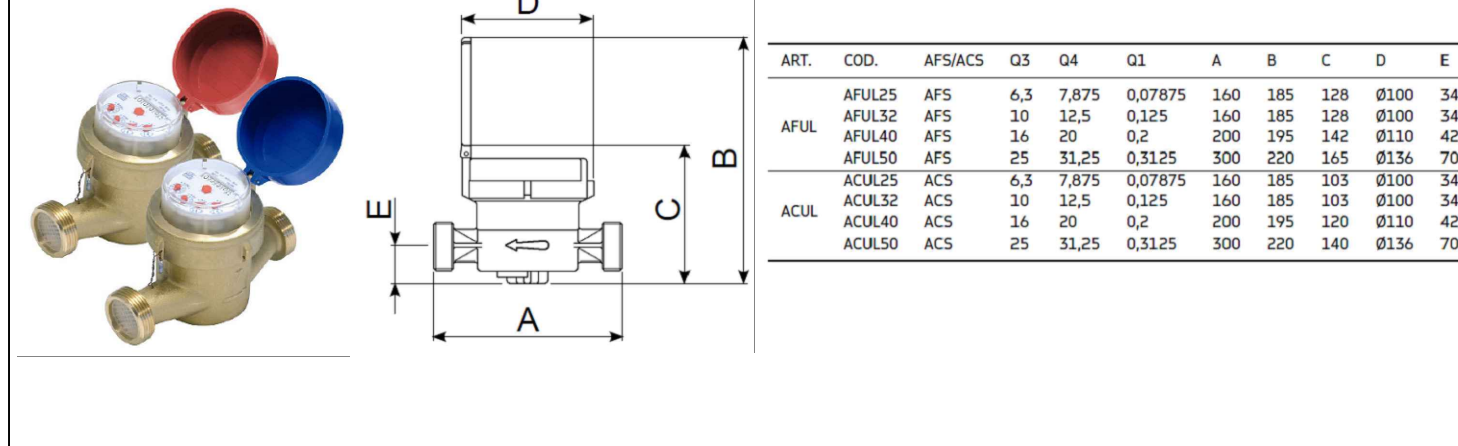 D
B
C
E
A
ART. COD. AFS/ACS Q3 Q4 Q1 A B C D E
AFUL
AFUL25 AFS 6,3 7,875 0,07875 160 185 128 Ø100 34
AFUL32 AFS 10 12,5 0,125 160 185 128 Ø100 34
AFUL40 AFS 16 20 0,2 200 195 142 Ø110 42
AFUL50 AFS 25 31,25 0,3125 300 220 165 Ø136 70
ACUL
ACUL25 ACS 6,3 7,875 0,07875 160 185 103 Ø100 34
ACUL32 ACS 10 12,5 0,125 160 185 103 Ø100 34
ACUL40 ACS 16 20 0,2 200 195 120 Ø110 42
ACUL50 ACS 25 31,25 0,3125 300 220 140 Ø136 70